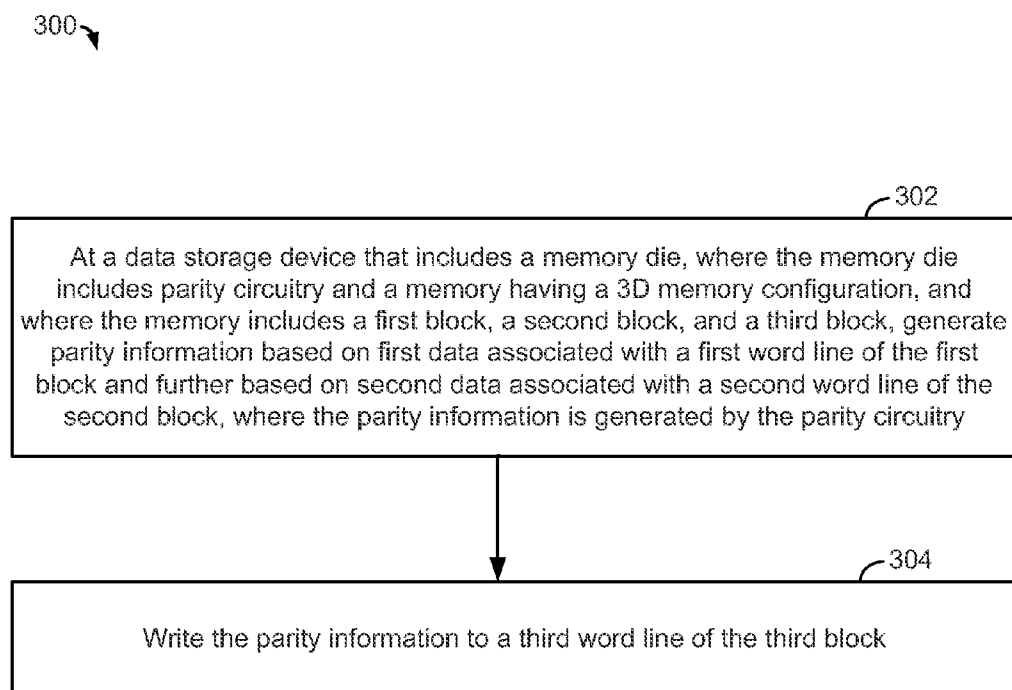 300
302
At a data storage device that includes a memory die, where the memory die
includes parity circuitry and a memory having a 3D memory configuration, and
where the memory includes a first block, a second block, and a third block, generate
parity information based on first data associated with a first word line of the first
block and further based on second data associated with a second word line of the
second block, where the parity information is generated by the parity circuitry
304
Write the parity information to a third word line of the third block